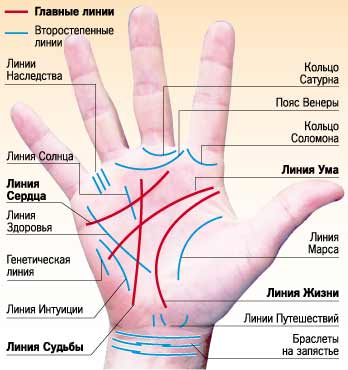 Главные линии
Второстепенные
линии
Линии
Наследства
Линия Солнца
Линия
Сердца
Линия
Здоровья
Генетическая
линия
Линия Интуиции
Линия Судьбы
Кольцо
Сатурна
Пояс Венеры
Кольцо
Соломона
Линия Ума
Линия
Марса
Линия Жизни
Линии Путешествий
Браслеты
на запястье